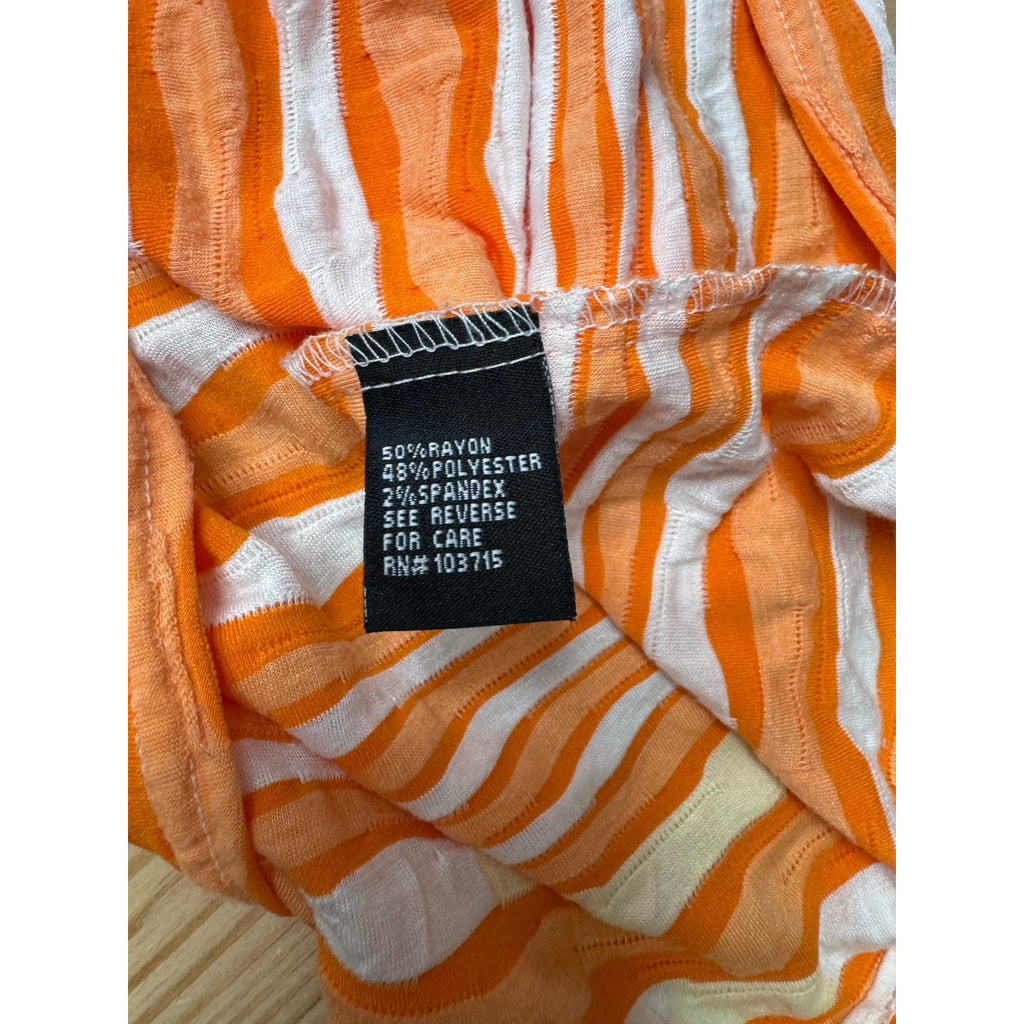 50%RAYON
48%POLYESTER
2%SPANDEX
SEE REVERSE
FOR CARE
RN#103715